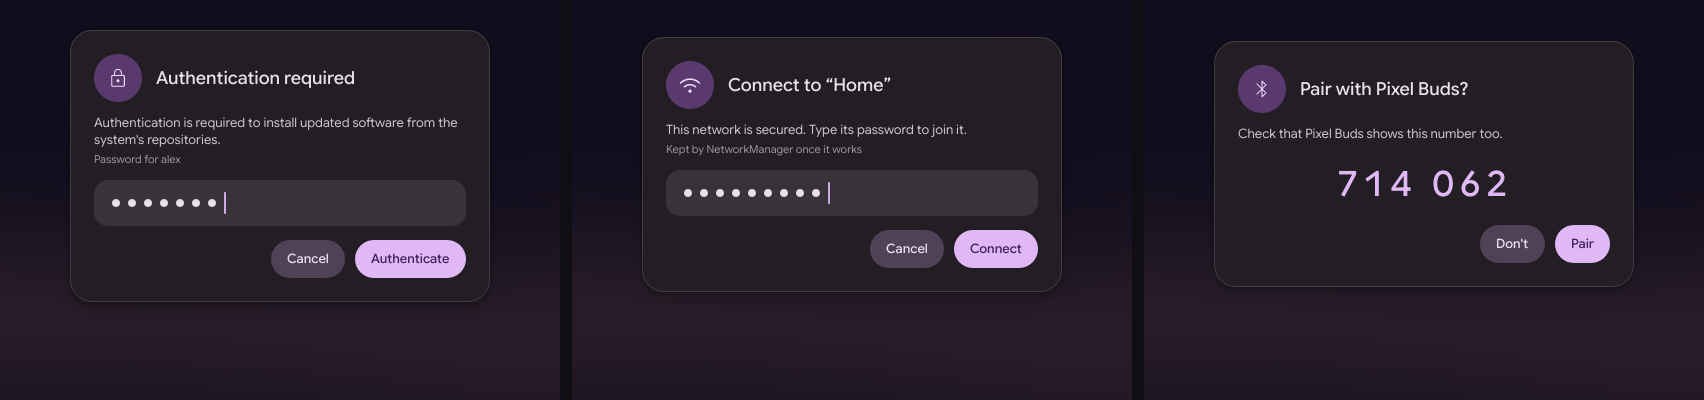 Authentication required
Authentication is required to install updated software from the
system's repositories.
Password for alex
Cancel
Authenticate
Connect to “Home”
This network is secured. Type its password to join it.
Kept by NetworkManager once it works
Cancel
Connect
Pair with Pixel Buds?
Check that Pixel Buds shows this number too.
714 062
Don't
Pair